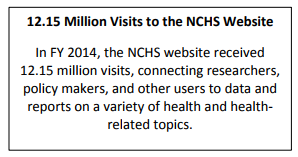 12.15 Million Visits to the NCHS Website
In FY 2014, the NCHS website received
12.15 million visits, connecting researchers,
policy makers, and other users to data and
reports on a variety of health and health-
related topics.